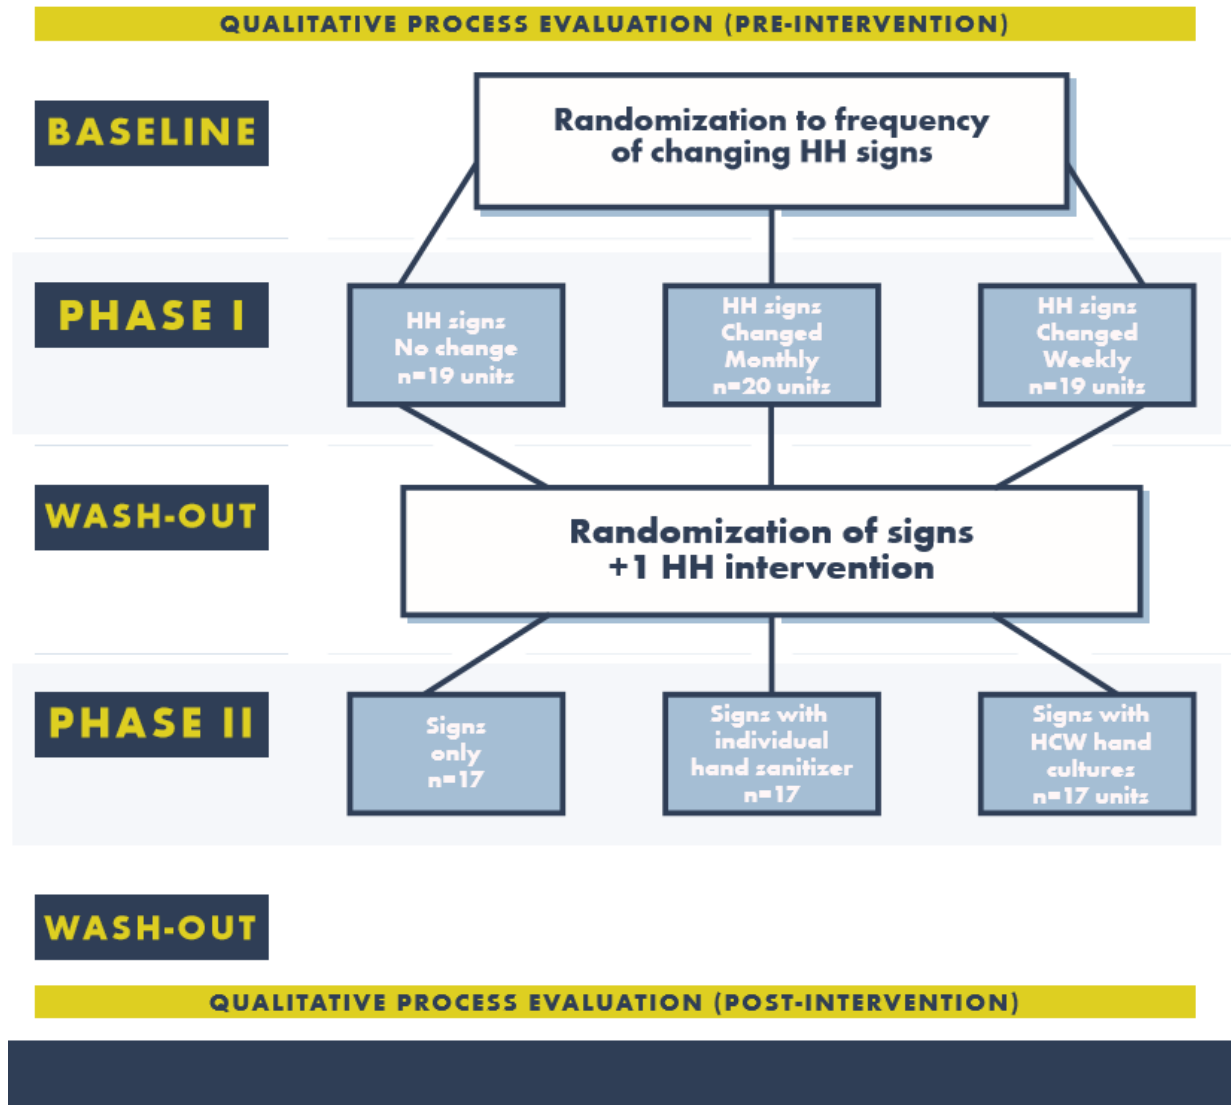 QUALITATIVE PROCESS EVALUATION (PRE-INTERVENTION)
BASELINE
Randomization to frequency
of changing HH signs
PHASE I
HH signs
No change
n=19 units
HH signs
Changed
Monthly
n=20 units
HH signs
Changed
Weekly
n=19 units
WASH-OUT
Randomization of signs
+1 HH intervention
PHASE II
Signs
only
n=17
Signs with
individual
hand sanitizer
n=17
Signs with
HCW hand
cultures
n=17 units
WASH-OUT
QUALITATIVE PROCESS EVALUATION (POST-INTERVENTION)